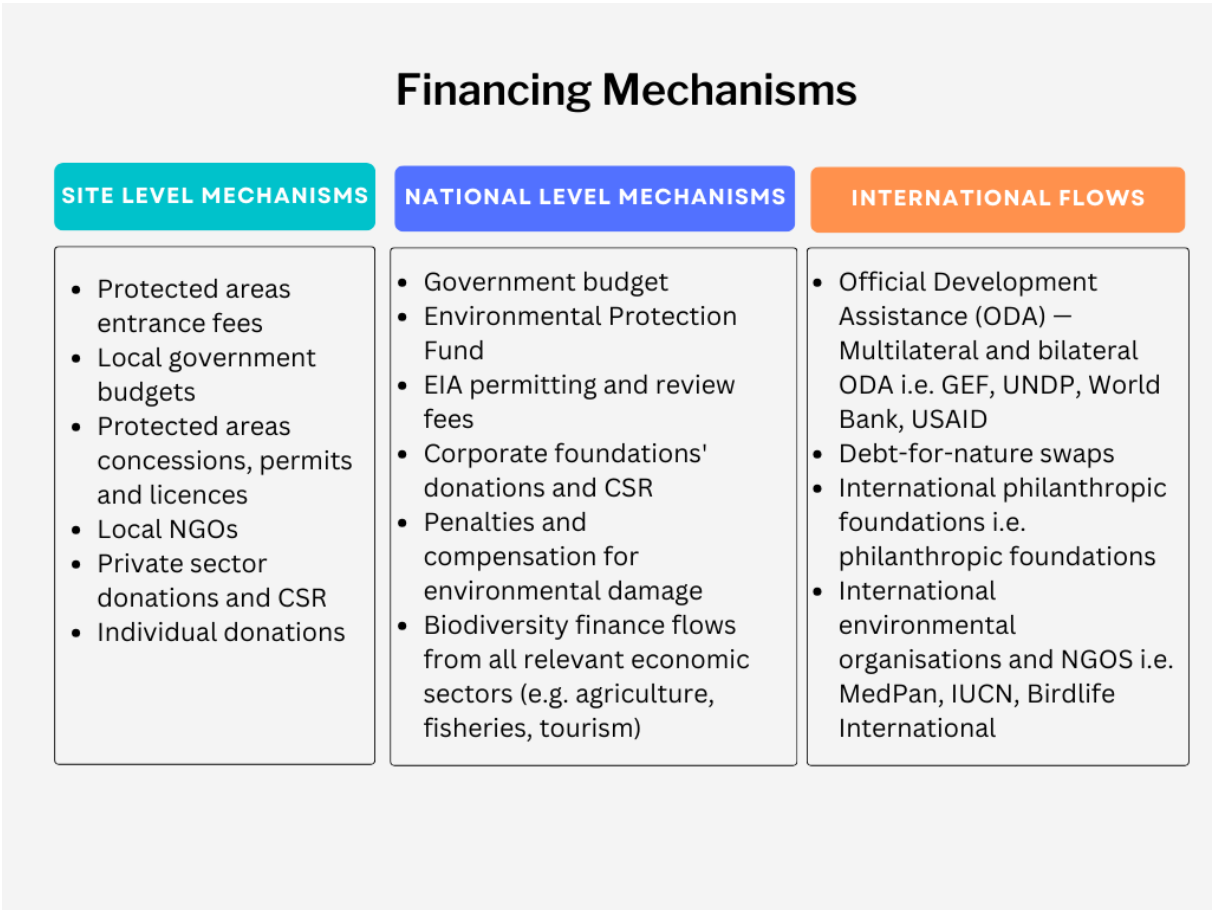 Financing Mechanisms
SITE LEVEL MECHANISMS
• Protected areas
entrance fees
• Local government
budgets
• Protected areas
concessions, permits
and licences
• Local NGOs
• Private sector
donations and CSR
• Individual donations
NATIONAL LEVEL MECHANISMS
• Government budget
• Environmental Protection
Fund
• EIA permitting and review
fees
• Corporate foundations'
donations and CSR
• Penalties and
compensation for
environmental damage
• Biodiversity finance flows
from all relevant economic
sectors (e.g. agriculture,
fisheries, tourism)
INTERNATIONAL FLOWS
• Official Development
Assistance (ODA) —
Multilateral and bilateral
ODA i.e. GEF, UNDP, World
Bank, USAID
• Debt-for-nature swaps
• International philanthropic
foundations i.e.
philanthropic foundations
• International
environmental
organisations and NGOS i.e.
MedPan, IUCN, Birdlife
International